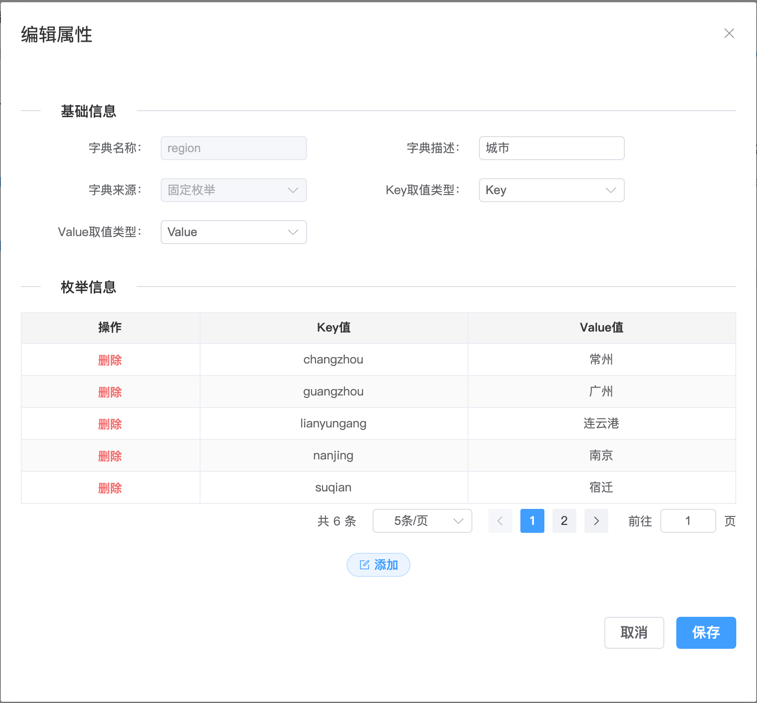 编辑属性
基础信息
字典名称： region 字典描述： 城市
字典来源： 固定枚举 Key取值类型： Key
Value取值类型： Value
枚举信息
操作 Key值 Value值
删除 changzhou 常州
删除 guangzhou 广州
删除 lianyungang 连云港
删除 nanjing 南京
删除 suqian 宿迁
共 6 条 5条/页 1 2 前往 1 页
添加
取消 保存